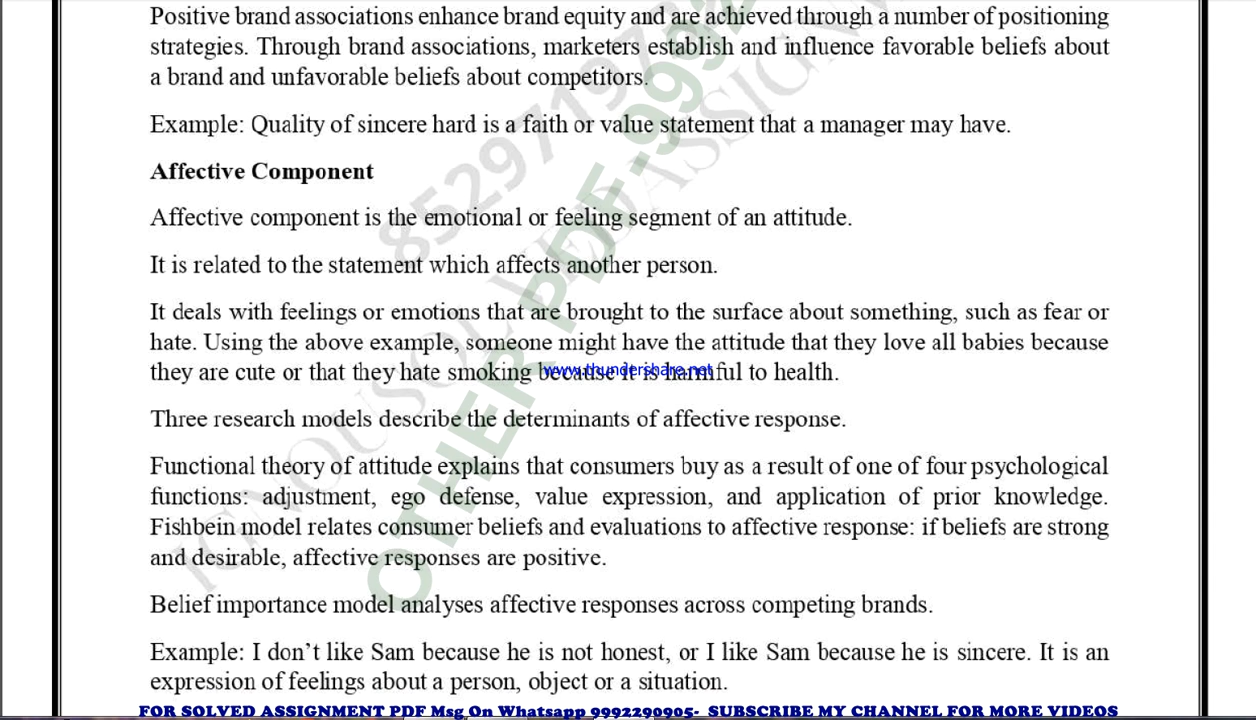 Positive brand associations enhance brand equity and are achieved through a number of positioning
strategies. Through brand associations, marketers establish and influence favorable beliefs about
a brand and unfavorable beliefs about competitors.
Example: Quality of sincere hard is a faith or value statement that a manager may have.
Affective Component
Affective component is the emotional or feeling segment of an attitude.
It is related to the statement which affects another person.
It deals with feelings or emotions that are brought to the surface about something, such as fear or
hate. Using the above example, someone might have the attitude that they love all babies because
they are cute or that they hate smoking because it is harmful to health.
www.thundershare.net
Three research models describe the determinants of affective response.
Functional theory of attitude explains that consumers buy as a result of one of four psychological
functions: adjustment, ego defense, value expression, and application of prior knowledge.
Fishbein model relates consumer beliefs and evaluations to affective response: if beliefs are strong
and desirable, affective responses are positive.
Belief importance model analyses affective responses across competing brands.
Example: I don’t like Sam because he is not honest, or I like Sam because he is sincere. It is an
expression of feelings about a person, object or a situation.
FOR SOLVED ASSIGNMENT PDF Msg On Whatsapp 9992290905- SUBSCRIBE MY CHANNEL FOR MORE VIDEOS
OTHER PDF-9992